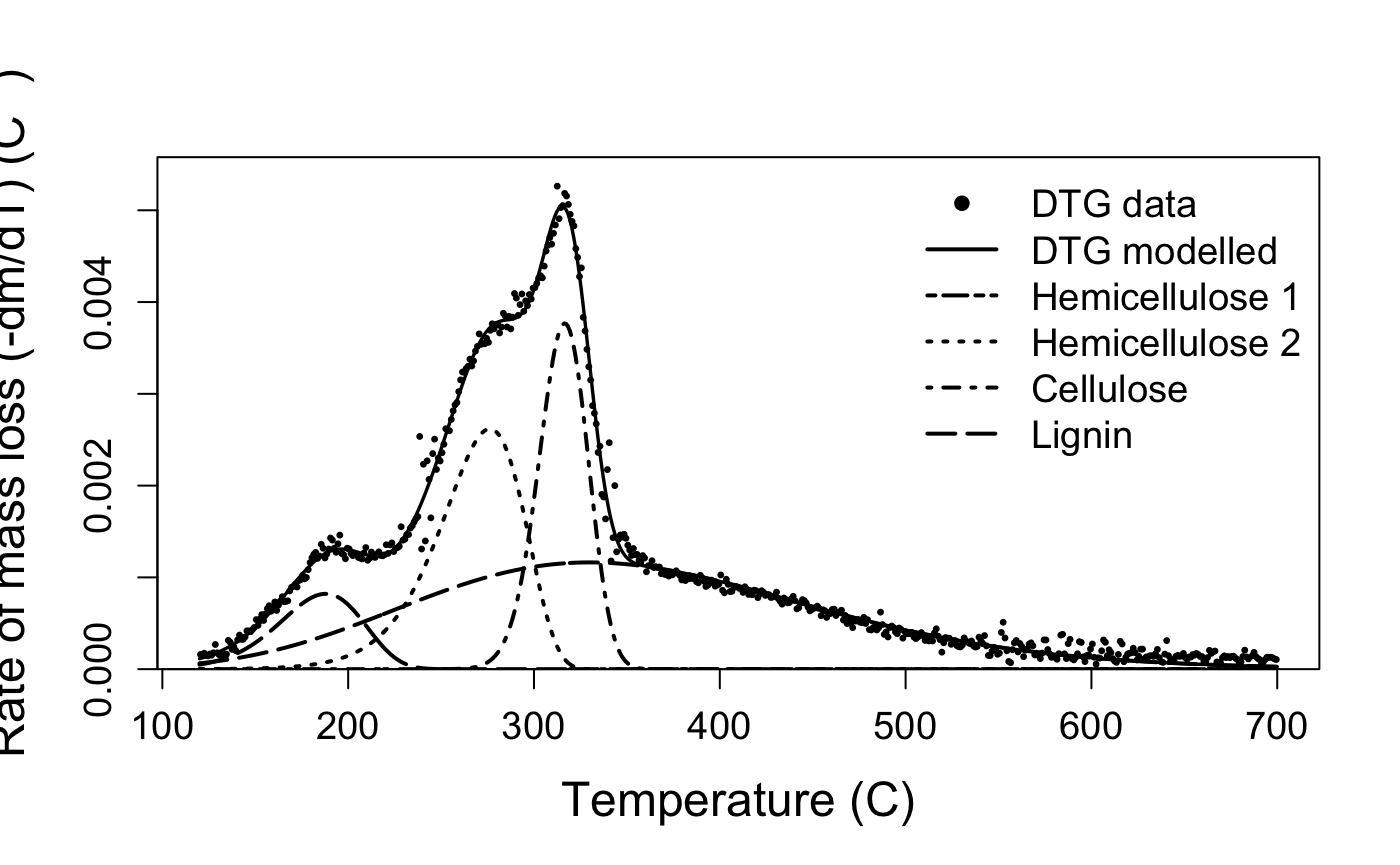 Rate of mass loss (-dm/dT) (C )
0.000
0.002
0.004
100 200 300 400 500 600 700
Temperature (C)
DTG data
DTG modelled
Hemicellulose 1
Hemicellulose 2
Cellulose
Lignin